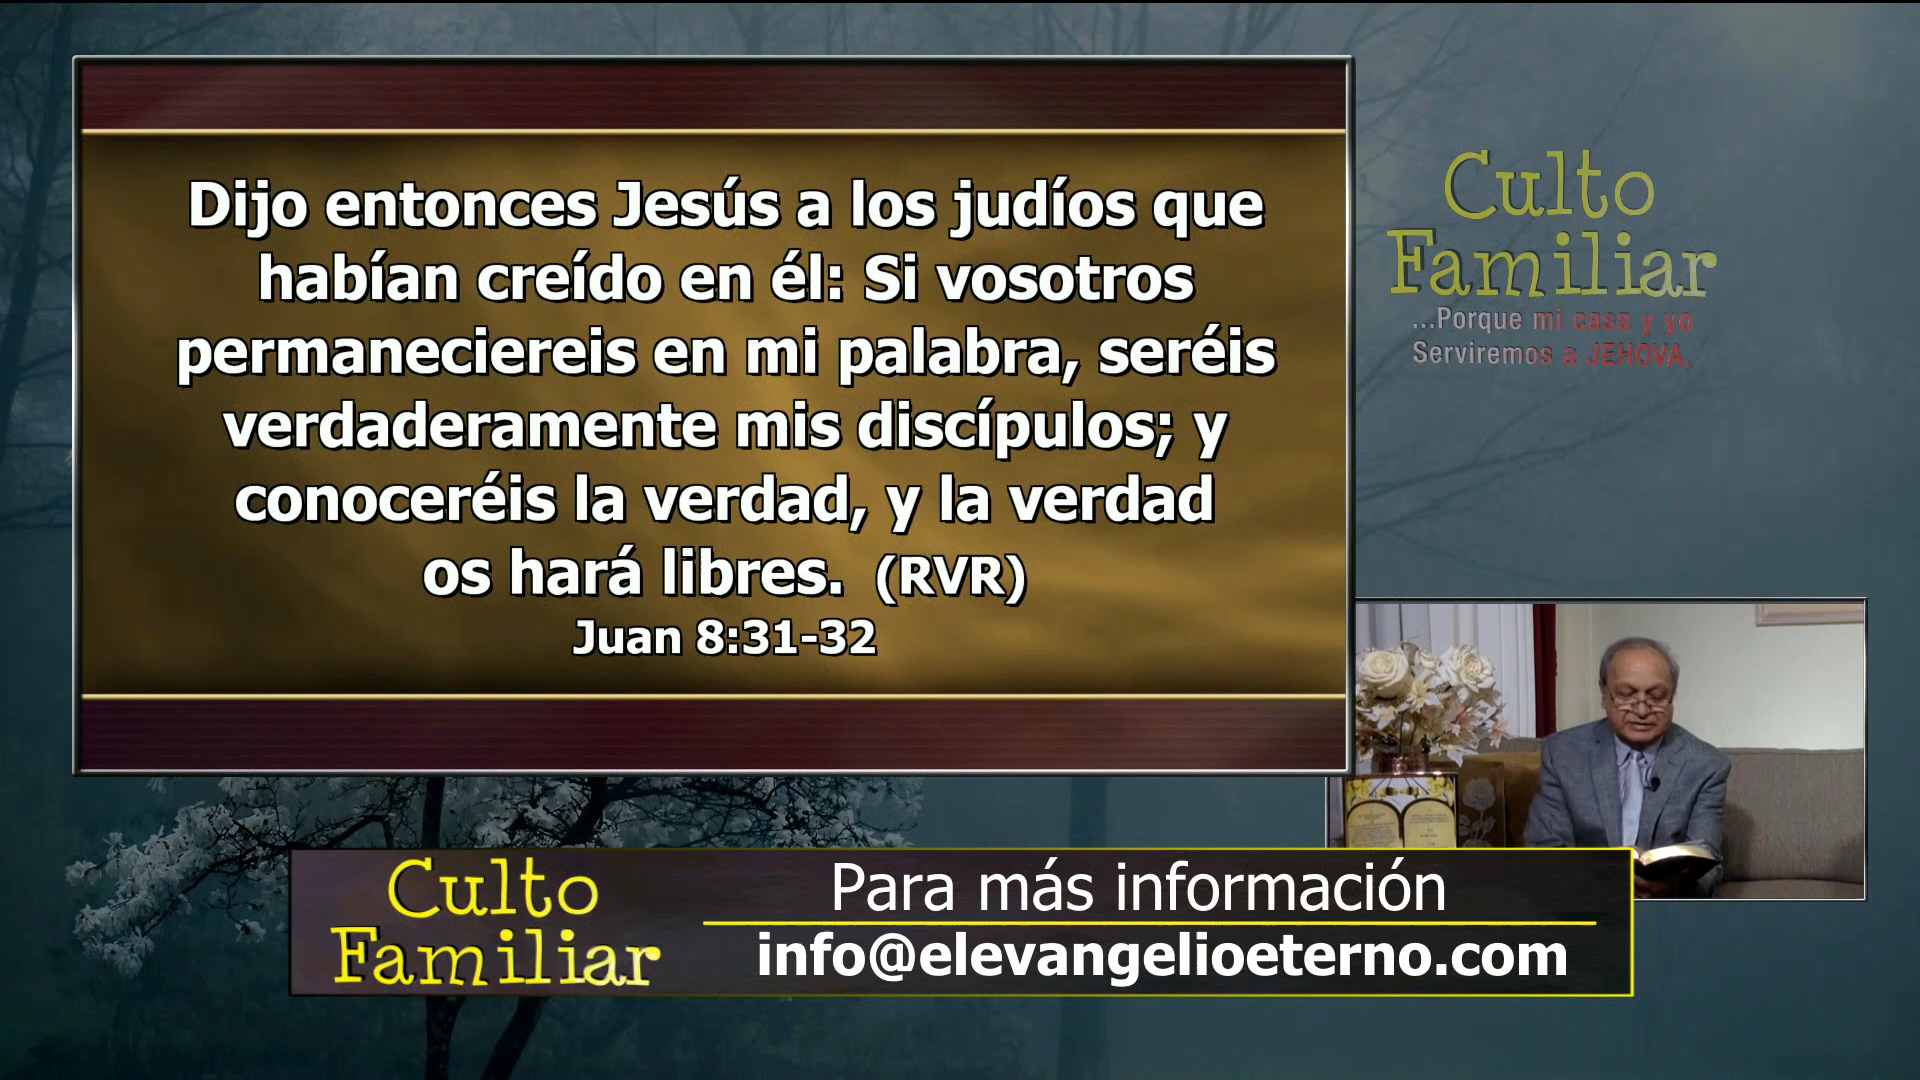 Dijo entonces Jesús a los judíos que
habían creído en él: Si vosotros
permaneciereis en mi palabra, seréis
verdaderamente mis discípulos; y
conoceréis la verdad, y la verdad
os hará libres. (RVR)
Juan 8:31-32
Culto
Familiar
...Porque mi casa y yo
Serviremos a JEHOVA.
Culto
Familiar
Para más información
info@elevangelioeterno.com